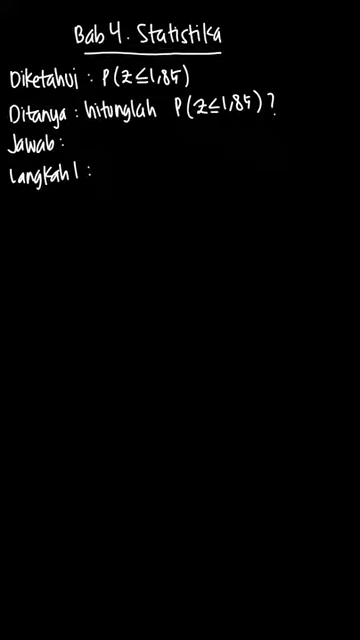 Bab 4. Statistika
Diketahui : P(z≤1,85)
Ditanya : hitunglah P(z≤1,85)?
Jawab :
Langkah 1 :